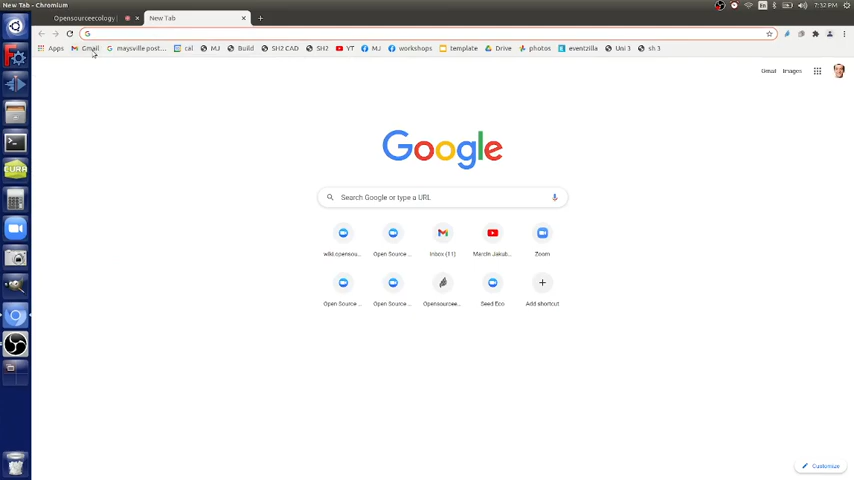 New Tab - Chromium
En
7:32 PM
Opensourceecology |
New Tab
Apps
Gmail
maysville post...
cal
MJ
Build
SH2 CAD
SH2
YT
MJ
workshops
template
Drive
photos
eventzilla
Uni 3
sh 3
Gmail
Images
Google
Search Google or type a URL
wiki.opensou...
Open Source ...
Inbox (11)
Marcin Jakub...
Zoom
Open Source ...
Open Source ...
Opensourcee...
Seed Eco
Add shortcut
CURA
Customize